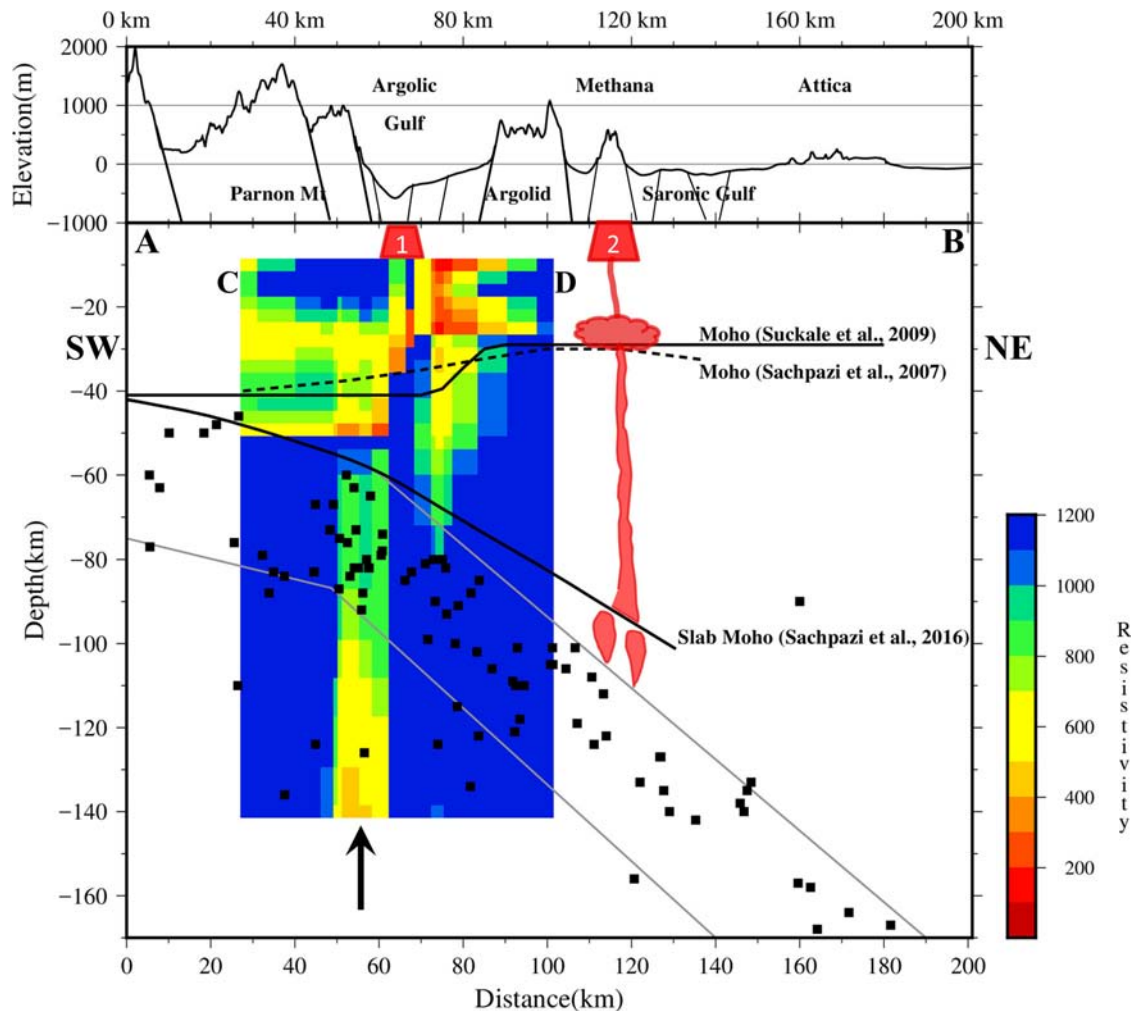 0 km 40 km 80 km 120 km 160 km 200 km
Elevation(m)
2000
1000
0
−1000
Argolic
Gulf
Methana
Attica
Parnon Mt
Argolid
Saronic Gulf
A
B
1
2
C
D
SW
NE
Moho (Suckale et al., 2009)
Moho (Sachpazi et al., 2007)
Slab Moho (Sachpazi et al., 2016)
Depth(km)
−20
−40
−60
−80
−100
−120
−140
−160
0 20 40 60 80 100 120 140 160 180 200
Distance(km)
1200
1000
800
600
400
200
Resistivity